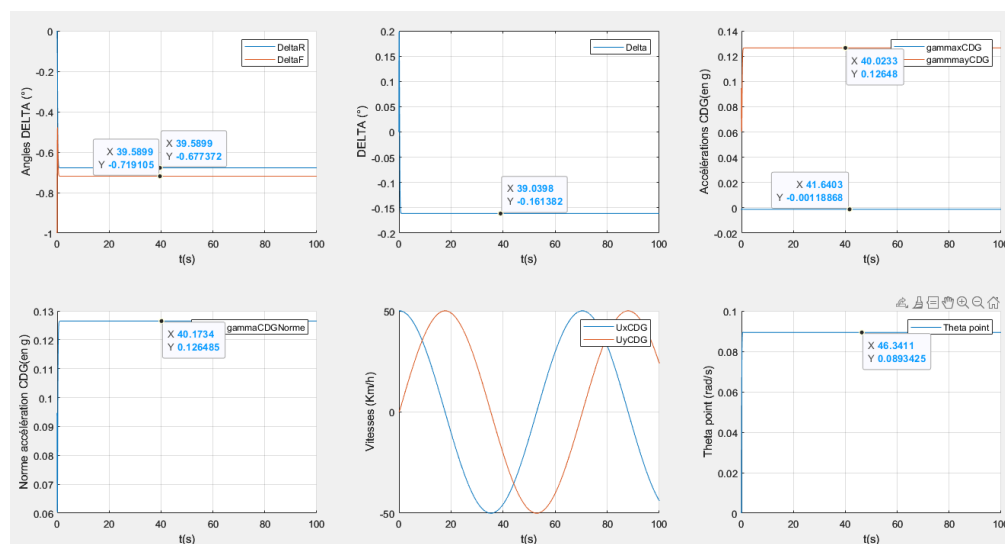 0
-0.2
-0.4
-0.6
-0.8
-1
Angles DELTA (°)
DeltaR
DeltaF
X 39.5899
Y -0.719105
X 39.5899
Y -0.677372
0 20 40 60 80 100
t(s)
0.2
0.15
0.1
0.05
0
-0.05
-0.1
-0.15
-0.2
DELTA (°)
Delta
X 39.0398
Y -0.161382
0 20 40 60 80 100
t(s)
0.14
0.12
0.1
0.08
0.06
0.04
0.02
0
-0.02
Accélérations CDG(en g)
gammaxCDG
gammmayCDG
X 40.0233
Y 0.12648
X 41.6403
Y -0.00118868
0 20 40 60 80 100
t(s)
0.13
0.12
0.11
0.1
0.09
0.08
0.07
0.06
Norme accélération CDG(en g)
gammaCDGNorme
X 40.1734
Y 0.126485
0 20 40 60 80 100
t(s)
50
0
-50
Vitesses (Km/h)
UxCDG
UyCDG
0 20 40 60 80 100
t(s)
0.1
0.08
0.06
0.04
0.02
0
Theta point (rad/s)
Theta point
X 46.3411
Y 0.0893425
0 20 40 60 80 100
t(s)